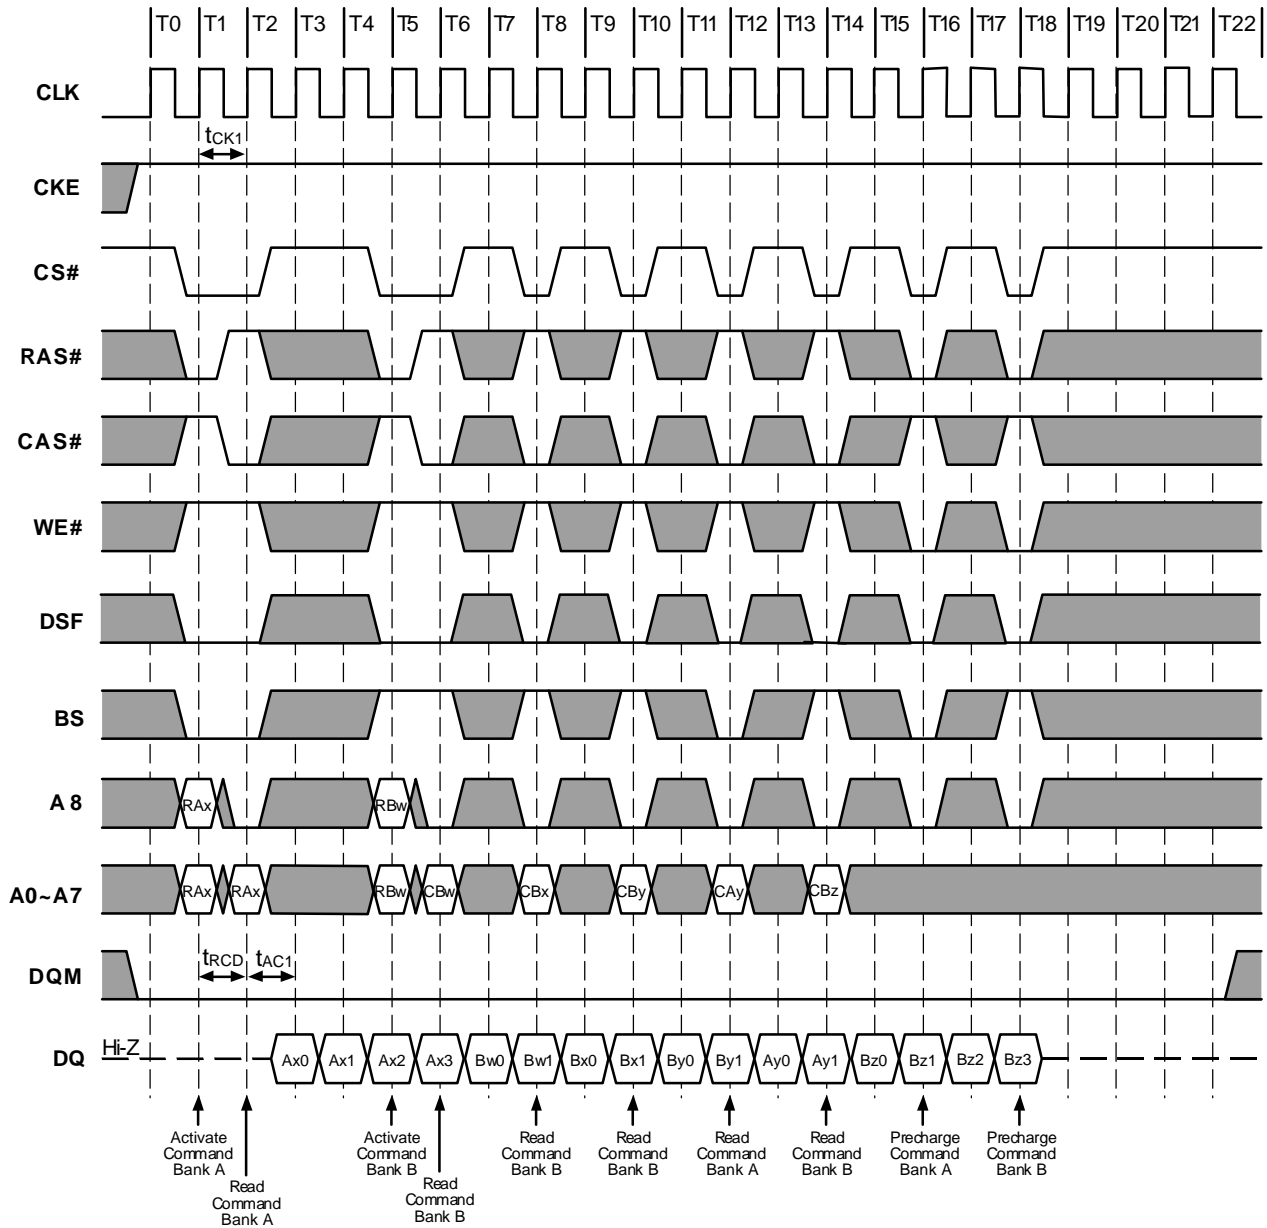 T0 T1 T2 T3 T4 T5 T6 T7 T8 T9 T10 T11 T12 T13 T14 T15 T16 T17 T18 T19 T20 T21 T22
CLK
tCK1
CKE
CS#
RAS#
CAS#
WE#
DSF
BS
A8 RAx RBw
A0~A7 RAx RAx RBw CBw CBx CBy CAy CBz
tRCD tAC1
DQM
Hi-Z
DQ Ax0 Ax1 Ax2 Ax3 Bw0 Bw1 Bx0 Bx1 By0 By1 Ay0 Ay1 Bz0 Bz1 Bz2 Bz3
Activate
Command
Bank A
Read
Command
Bank A
Activate
Command
Bank B
Read
Command
Bank B
Read
Command
Bank B
Read
Command
Bank B
Read
Command
Bank A
Read
Command
Bank B
Precharge
Command
Bank A
Precharge
Command
Bank B